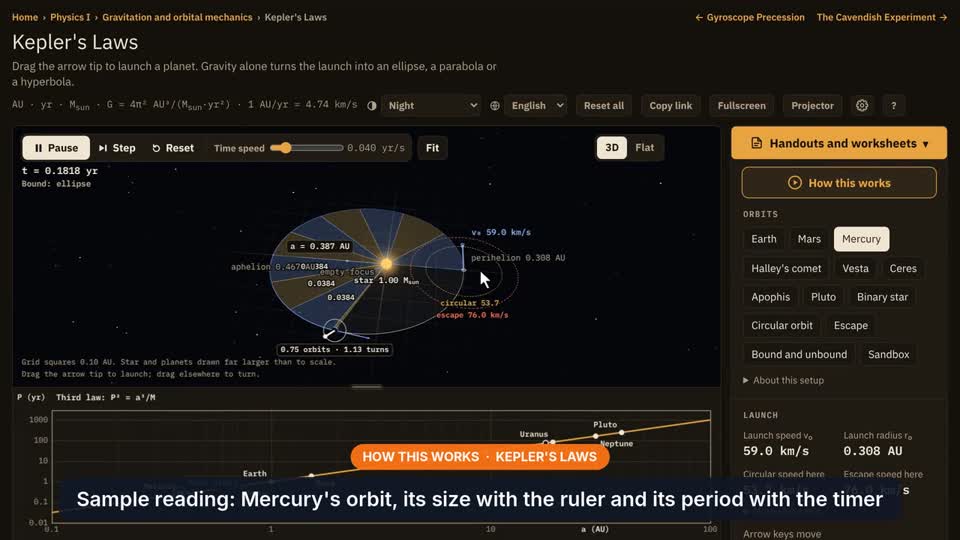 Home › Physics I › Gravitation and orbital mechanics › Kepler's Laws
← Gyroscope Precession The Cavendish Experiment →
Kepler's Laws
Drag the arrow tip to launch a planet. Gravity alone turns the launch into an ellipse, a parabola or
a hyperbola.
AU · yr · Msun · G = 4π² AU³/(Msun·yr²) · 1 AU/yr = 4.74 km/s
Night English Reset all Copy link Fullscreen Projector ?
Pause Step Reset Time speed 0.040 yr/s Fit 3D Flat
t = 0.1818 yr
Bound: ellipse
v₀ 59.0 km/s
a = 0.387 AU
perihelion 0.308 AU
empty focus
star 1.00 Msun
0.0384
0.0384
circular 53.7
escape 76.0 km/s
0.75 orbits · 1.13 turns
Grid squares 0.10 AU. Star and planets drawn far larger than to scale.
Drag the arrow tip to launch; drag elsewhere to turn.
P (yr) Third law: P² = a³/M
1000
100
10
1
0.1
0.01
Pluto
Uranus
Neptune
Earth
0.1 1 10 a (AU) 100
Handouts and worksheets ▾
How this works
ORBITS
Earth Mars Mercury
Halley's comet Vesta Ceres
Apophis Pluto Binary star
Circular orbit Escape
Bound and unbound Sandbox
▶ About this setup
LAUNCH
Launch speed v₀ Launch radius r₀
59.0 km/s 0.308 AU
Circular speed here Escape speed here
Arrow keys move
HOW THIS WORKS · KEPLER'S LAWS
Sample reading: Mercury's orbit, its size with the ruler and its period with the timer